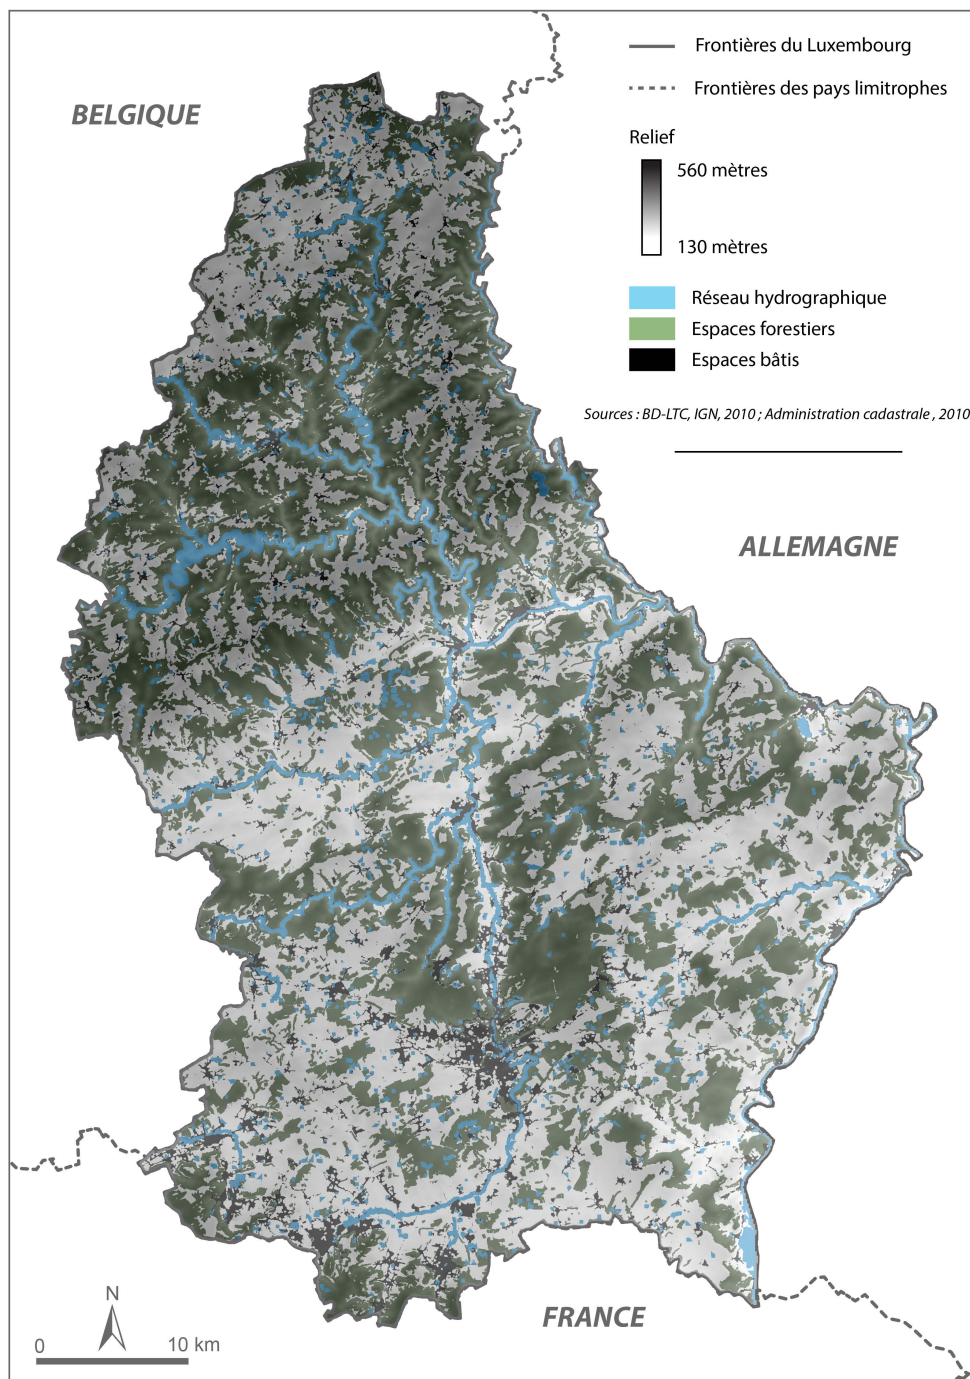 Frontières du Luxembourg
Frontières des pays limitrophes
BELGIQUE
Relief
560 mètres
130 mètres
Réseau hydrographique
Espaces forestiers
Espaces bâtis
Sources : BD-LTC, IGN, 2010 ; Administration cadastrale , 2010
ALLEMAGNE
N
0 10 km
FRANCE